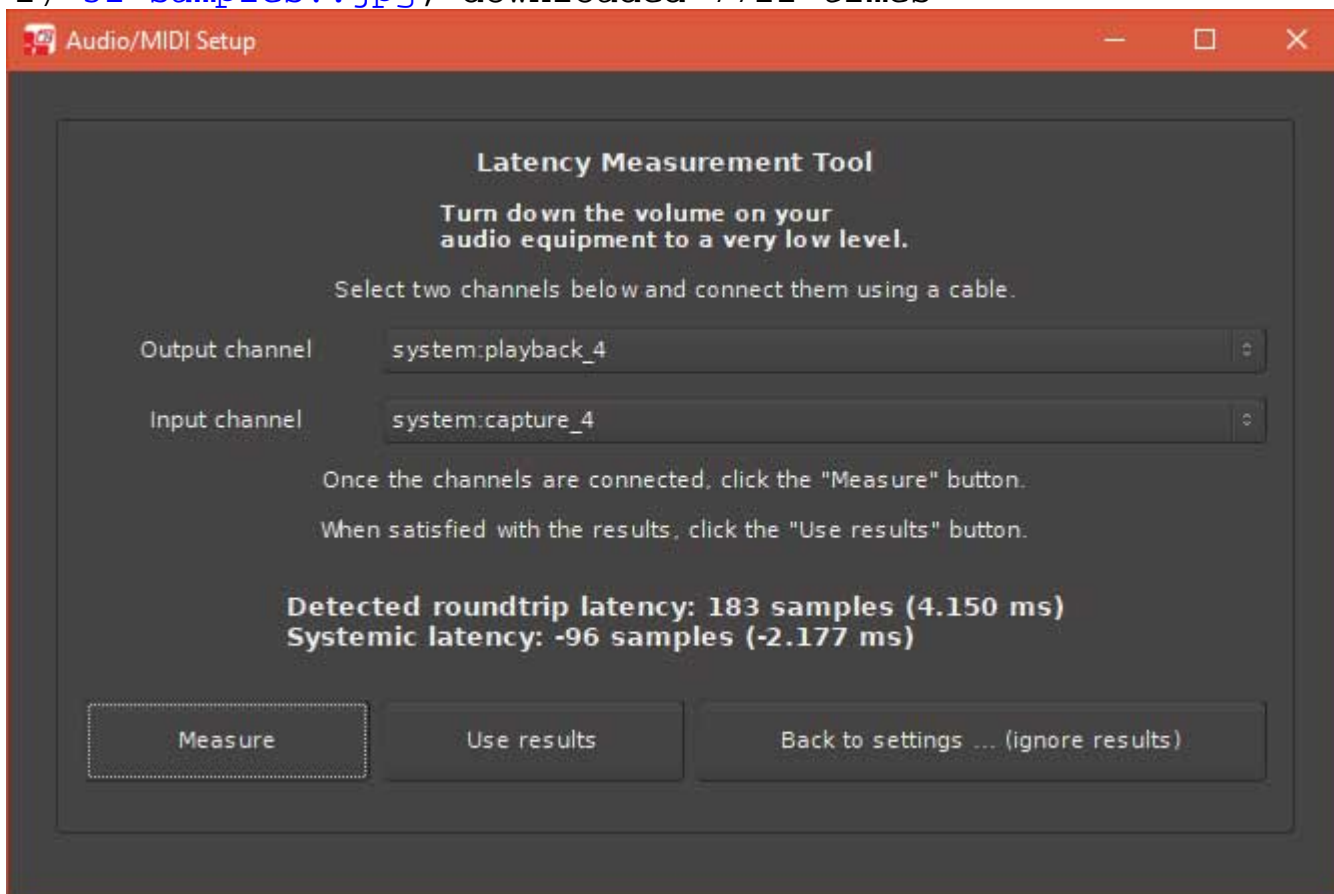 Audio/MIDI Setup
Latency Measurement Tool
Turn down the volume on your
audio equipment to a very low level.
Select two channels below and connect them using a cable.
Output channel system:playback_4
Input channel system:capture_4
Once the channels are connected, click the "Measure" button.
When satisfied with the results, click the "Use results" button.
Detected roundtrip latency: 183 samples (4.150 ms)
Systemic latency: -96 samples (-2.177 ms)
Measure Use results Back to settings ... (ignore results)